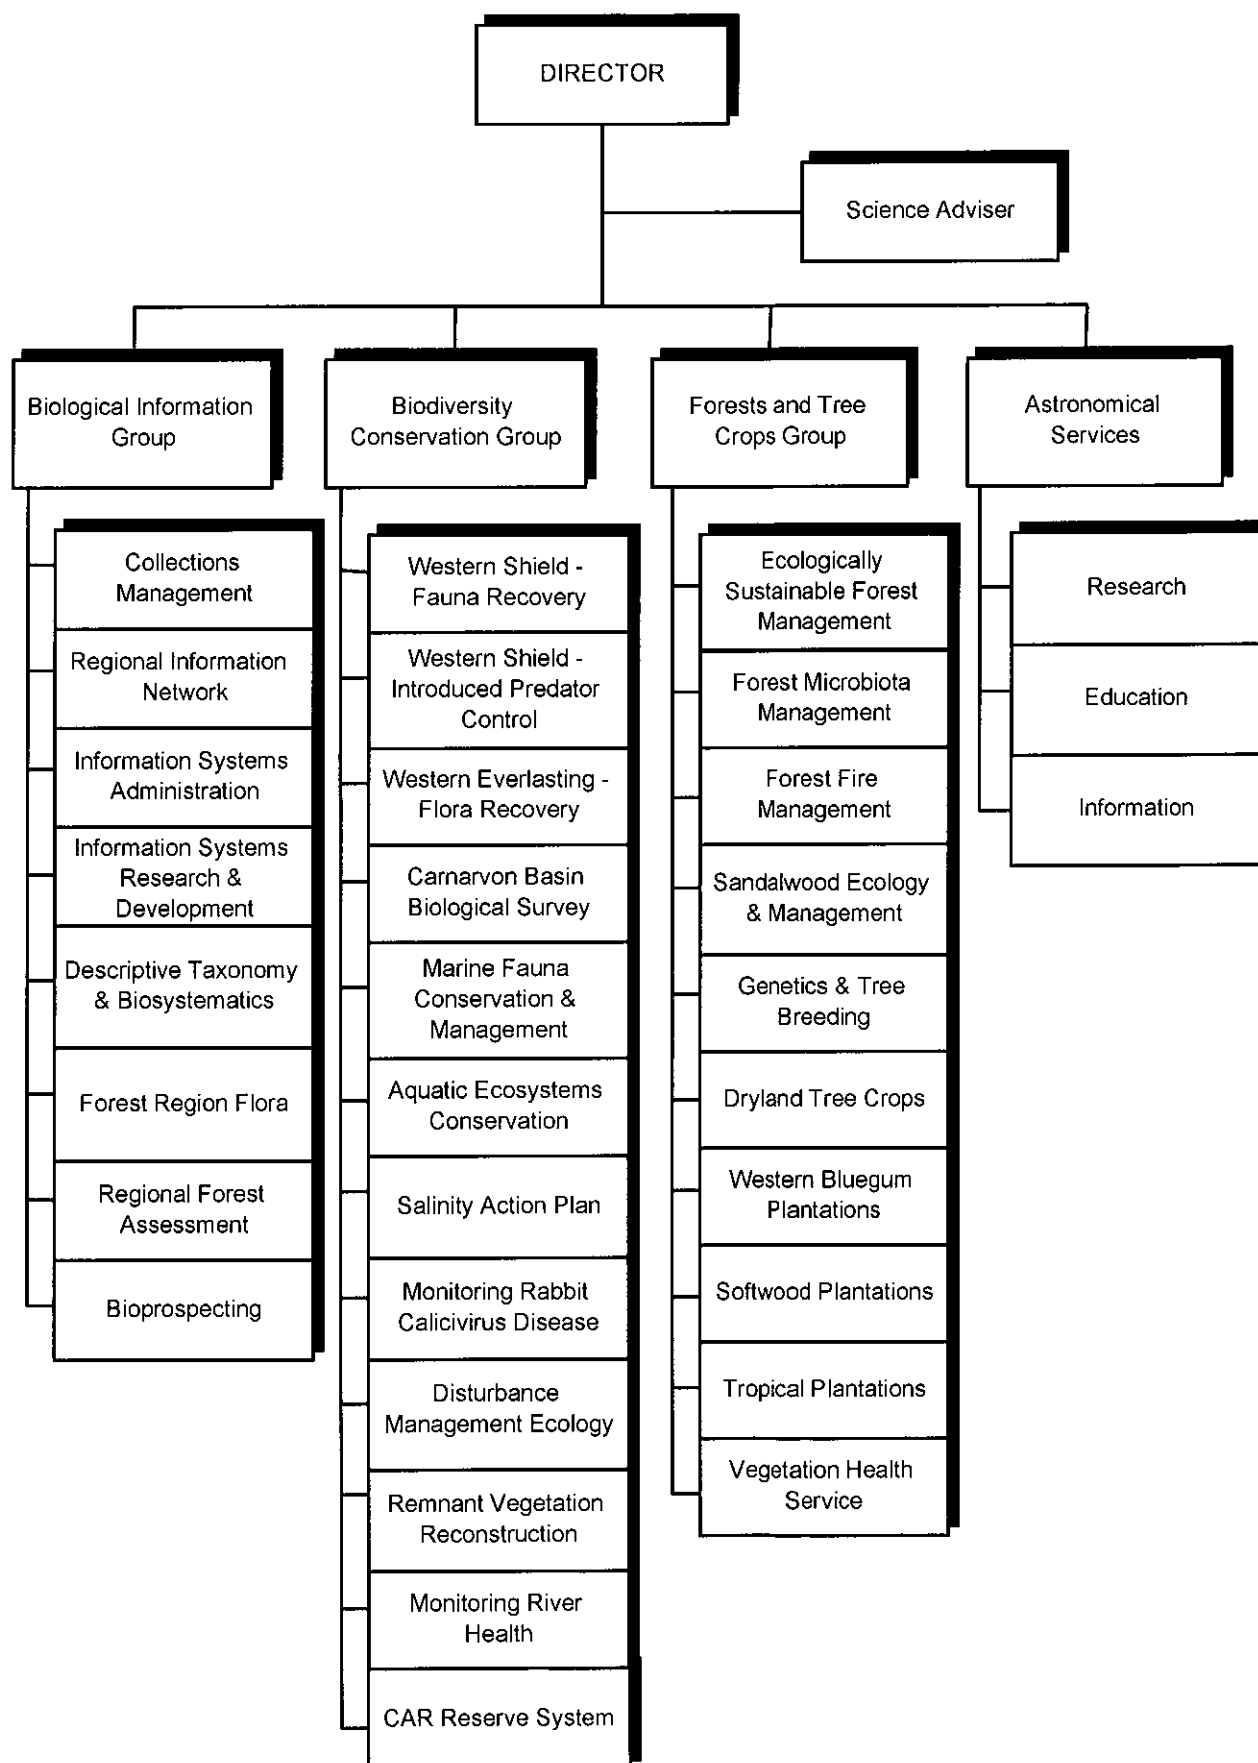 DIRECTOR
Science Adviser
Biological Information
Group
Biodiversity
Conservation Group
Forests and Tree
Crops Group
Astronomical
Services
Collections
Management
Regional Information
Network
Information Systems
Administration
Information Systems
Research &
Development
Descriptive Taxonomy
& Biosystematics
Forest Region Flora
Regional Forest
Assessment
Bioprospecting
Western Shield -
Fauna Recovery
Western Shield -
Introduced Predator
Control
Western Everlasting -
Flora Recovery
Carnarvon Basin
Biological Survey
Marine Fauna
Conservation &
Management
Aquatic Ecosystems
Conservation
Salinity Action Plan
Monitoring Rabbit
Calicivirus Disease
Disturbance
Management Ecology
Remnant Vegetation
Reconstruction
Monitoring River
Health
CAR Reserve System
Ecologically
Sustainable Forest
Management
Forest Microbiota
Management
Forest Fire
Management
Sandalwood Ecology
& Management
Genetics & Tree
Breeding
Dryland Tree Crops
Western Bluegum
Plantations
Softwood Plantations
Tropical Plantations
Vegetation Health
Service
Research
Education
Information